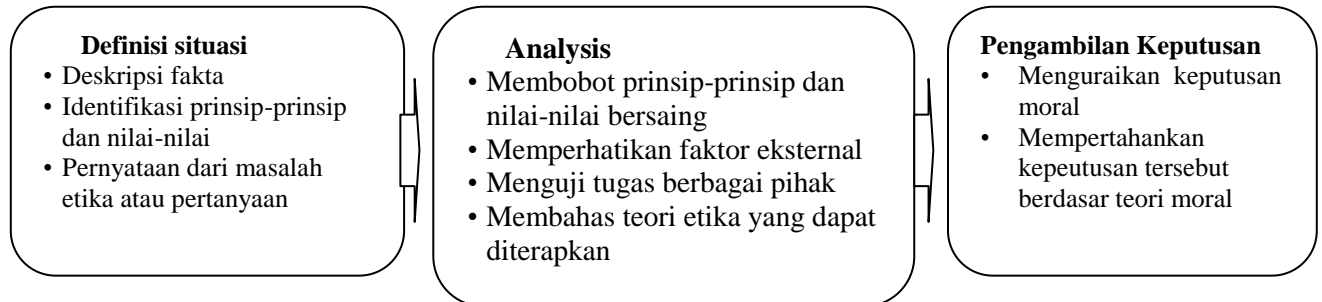 Definisi situasi
• Deskripsi fakta
• Identifikasi prinsip-prinsip
dan nilai-nilai
• Pernyataan dari masalah
etika atau pertanyaan
Analysis
• Membobot prinsip-prinsip dan
nilai-nilai bersaing
• Memperhatikan faktor eksternal
• Menguji tugas berbagai pihak
• Membahas teori etika yang dapat
diterapkan
Pengambilan Keputusan
• Menguraikan keputusan
moral
• Mempertahankan
kepeutusan tersebut
berdasar teori moral